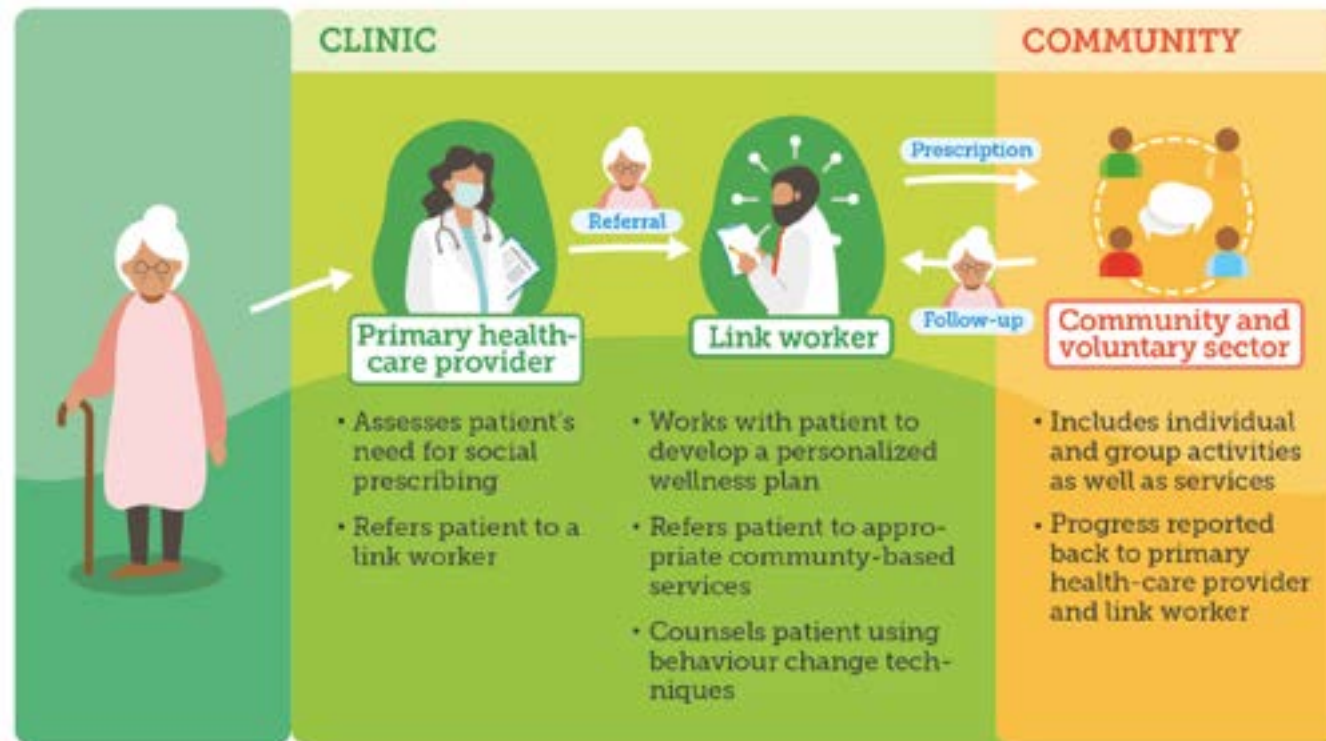 CLINIC
COMMUNITY
Prescription
Referral
Follow-up
Primary health-
care provider
Link worker
Community and
voluntary sector
• Assesses patient's
need for social
prescribing
• Refers patient to a
link worker
• Works with patient to
develop a personalized
wellness plan
• Refers patient to appro-
priate communty-based
services
• Counsels patient using
behaviour change tech-
niques
• Includes individual
and group activities
as well as services
• Progress reported
back to primary
health-care provider
and link worker